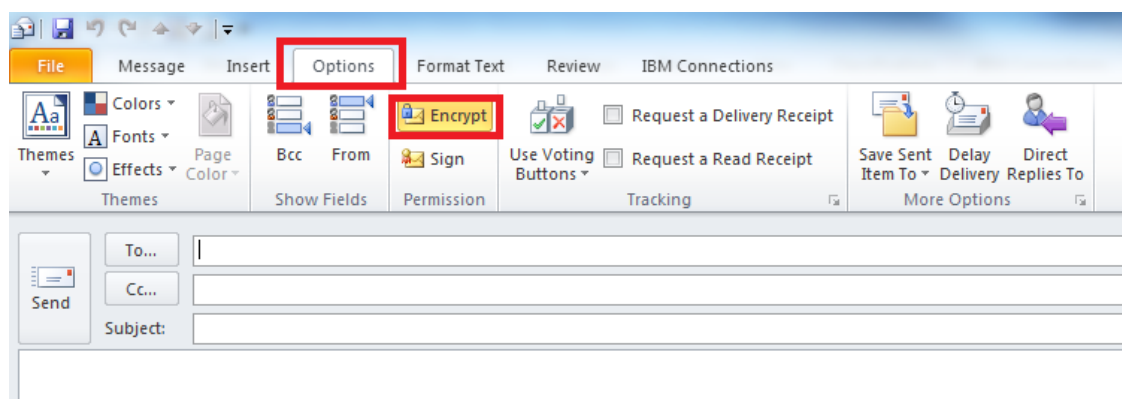 File Message Insert Options Format Text Review IBM Connections
Aa Colors Encrypt Request a Delivery Receipt
A Fonts
Themes Page Bcc From Sign Use Voting Request a Read Receipt Save Sent Delay Direct
Effects Color Buttons Item To Delivery Replies To
Themes Show Fields Permission Tracking More Options
To...
Cc...
Send
Subject: